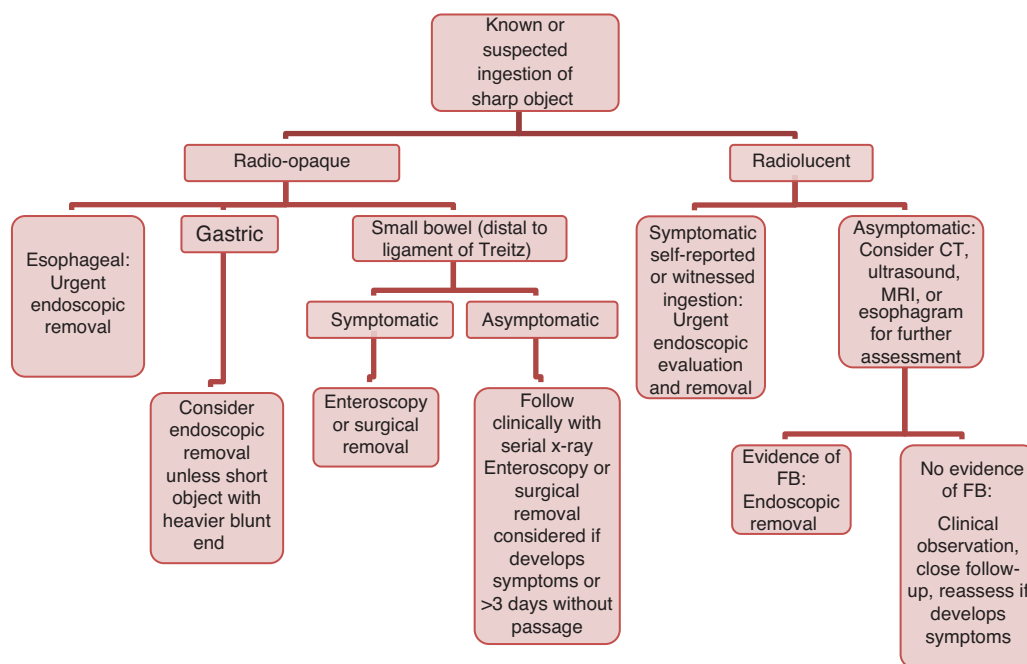 Known or
suspected
ingestion of
sharp object
Radio-opaque
Radiolucent
Esophageal:
Urgent
endoscopic
removal
Gastric
Small bowel (distal to
ligament of Treitz)
Symptomatic
self-reported
or witnessed
ingestion:
Urgent
endoscopic
evaluation
and removal
Asymptomatic:
Consider CT,
ultrasound,
MRI, or
esophagram
for further
assessment
Symptomatic
Asymptomatic
Consider
endoscopic
removal
unless short
object with
heavier blunt
end
Enteroscopy
or surgical
removal
Follow
clinically with
serial x-ray
Enteroscopy or
surgical
removal
considered if
develops
symptoms or
>3 days without
passage
Evidence of
FB:
Endoscopic
removal
No evidence
of FB:
Clinical
observation,
close follow-
up, reassess if
develops
symptoms